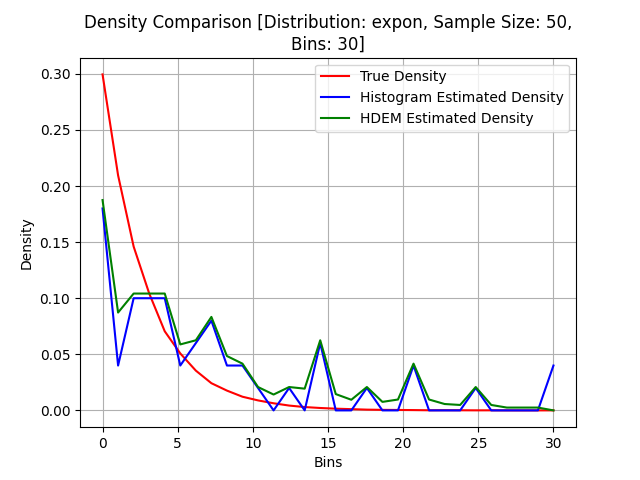 Density Comparison [Distribution: expon, Sample Size: 50,
Bins: 30]
True Density
Histogram Estimated Density
HDEM Estimated Density
Density
0.30
0.25
0.20
0.15
0.10
0.05
0.00
0 5 10 15 20 25 30
Bins